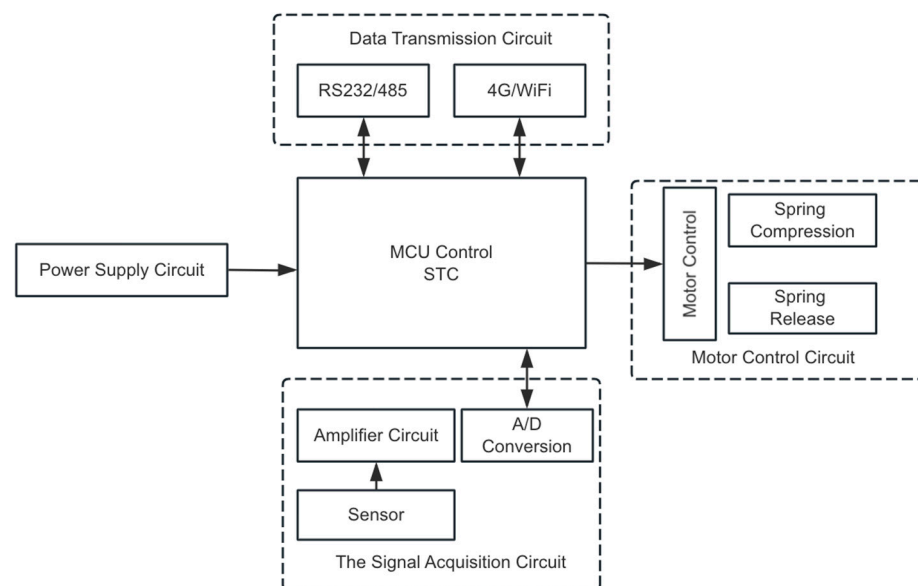 Data Transmission Circuit
RS232/485
4G/WiFi
MCU Control
STC
Power Supply Circuit
Motor Control
Spring
Compression
Spring
Release
Motor Control Circuit
Amplifier Circuit
A/D
Conversion
Sensor
The Signal Acquisition Circuit